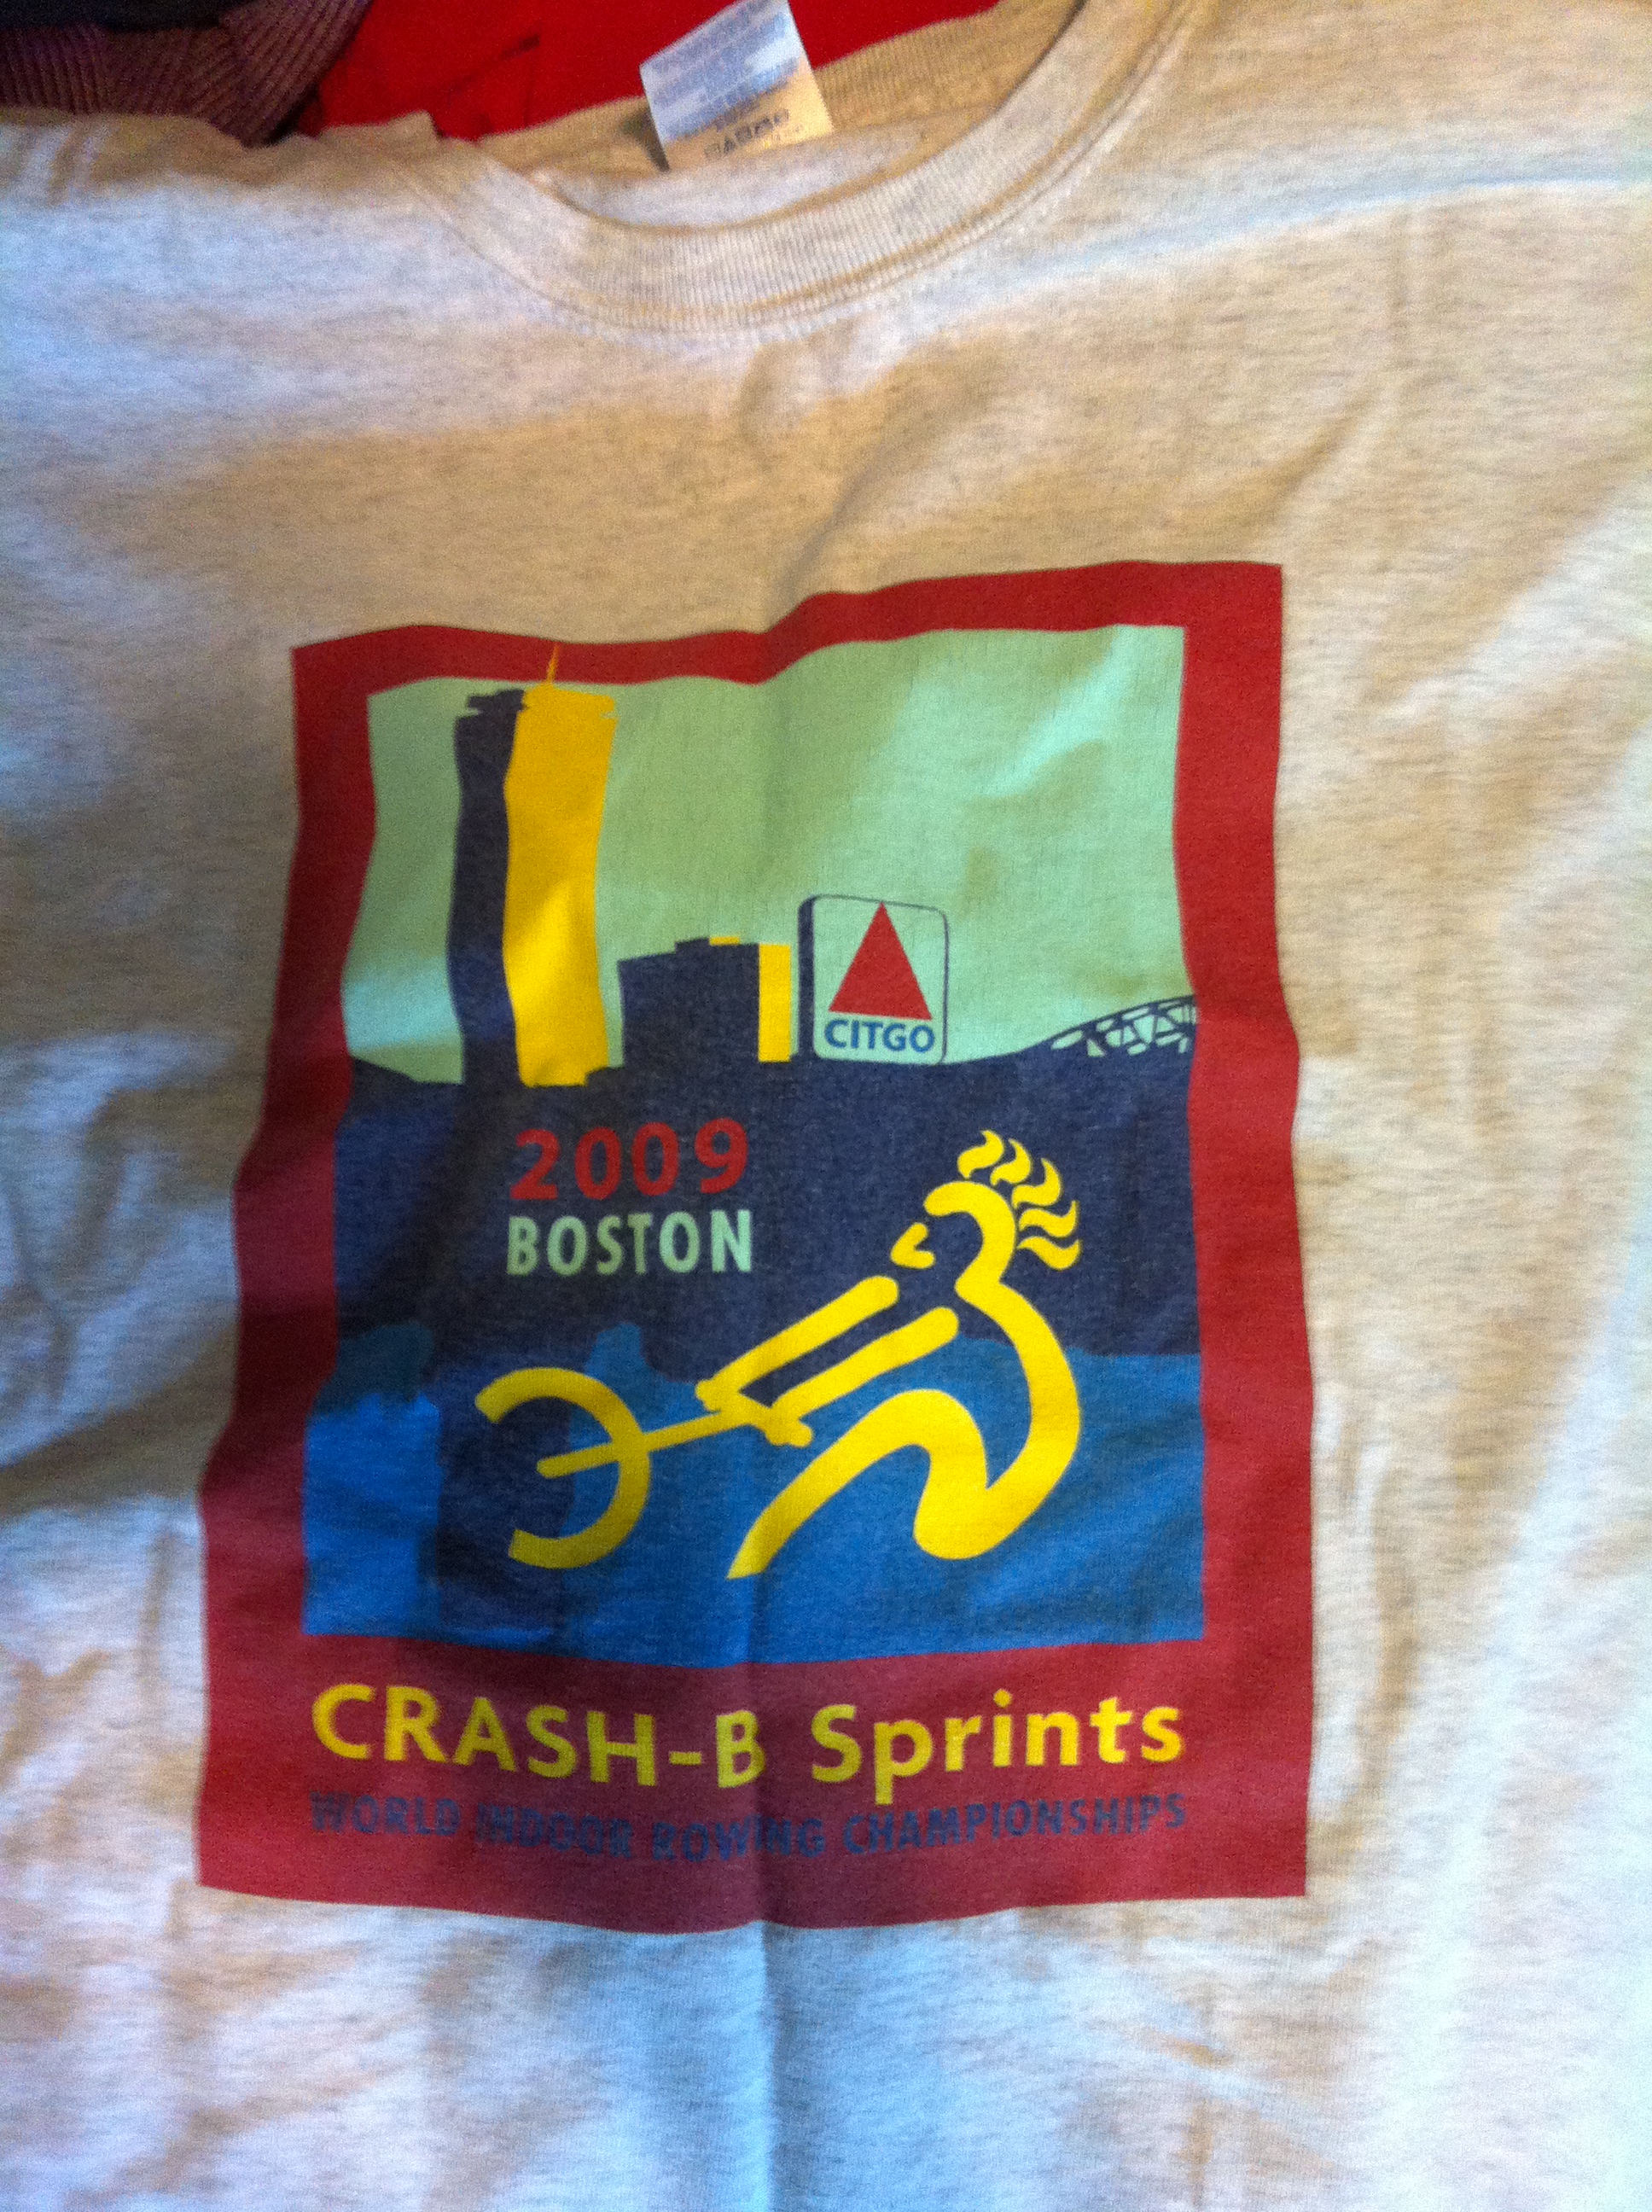 CITGO
2009
BOSTON
CRASH-B Sprints
WORLD INDOOR ROWING CHAMPIONSHIPS